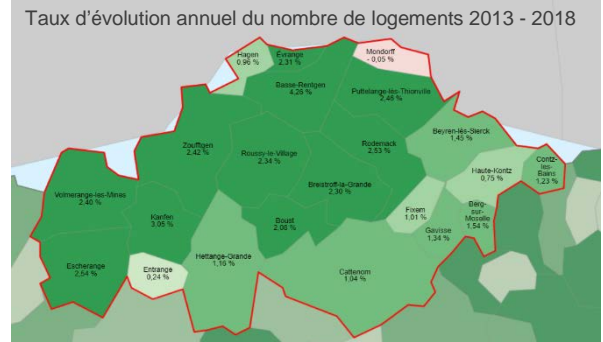 Taux d’évolution annuel du nombre de logements 2013 - 2018
Hagen
0,96 %
Evrange
2,31 %
Mondorff
- 0,05 %
Basse-Rentgen
4,28 %
Puttelange-lès-Thionville
2,46 %
Zoufftgen
2,42 %
Roussy-le-Village
2,34 %
Rodemack
2,53 %
Beyren-lès-Sierck
1,45 %
Haute-Kontz
0,75 %
Contz-
les-
Bains
1,23 %
Volmerange-les-Mines
2,40 %
Kanfen
3,05 %
Breistroff-la-Grande
2,30 %
Boust
2,06 %
Fixem
1,01 %
Berg-
sur-
Moselle
1,54 %
Gavisse
1,34 %
Escherange
2,54 %
Entrange
0,24 %
Hettange-Grande
1,16 %
Cattenom
1,04 %